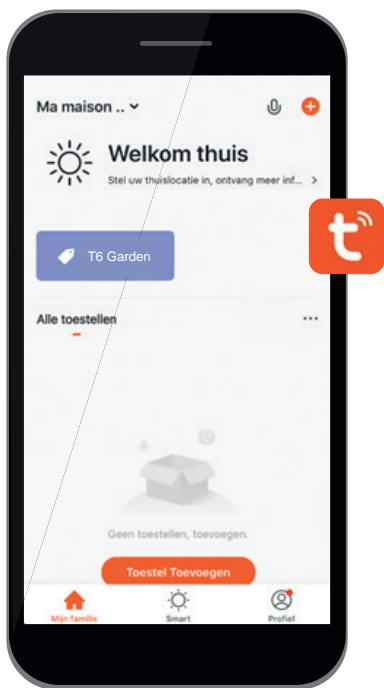 Ma maison ..
Welkom thuis
Stel uw thuislocatie in, ontvang meer inf...
T6 Garden
Alle toestellen
Geen toestellen, toevoegen.
Toestel Toevoegen
Mijn familie
Smart
Profiel
t